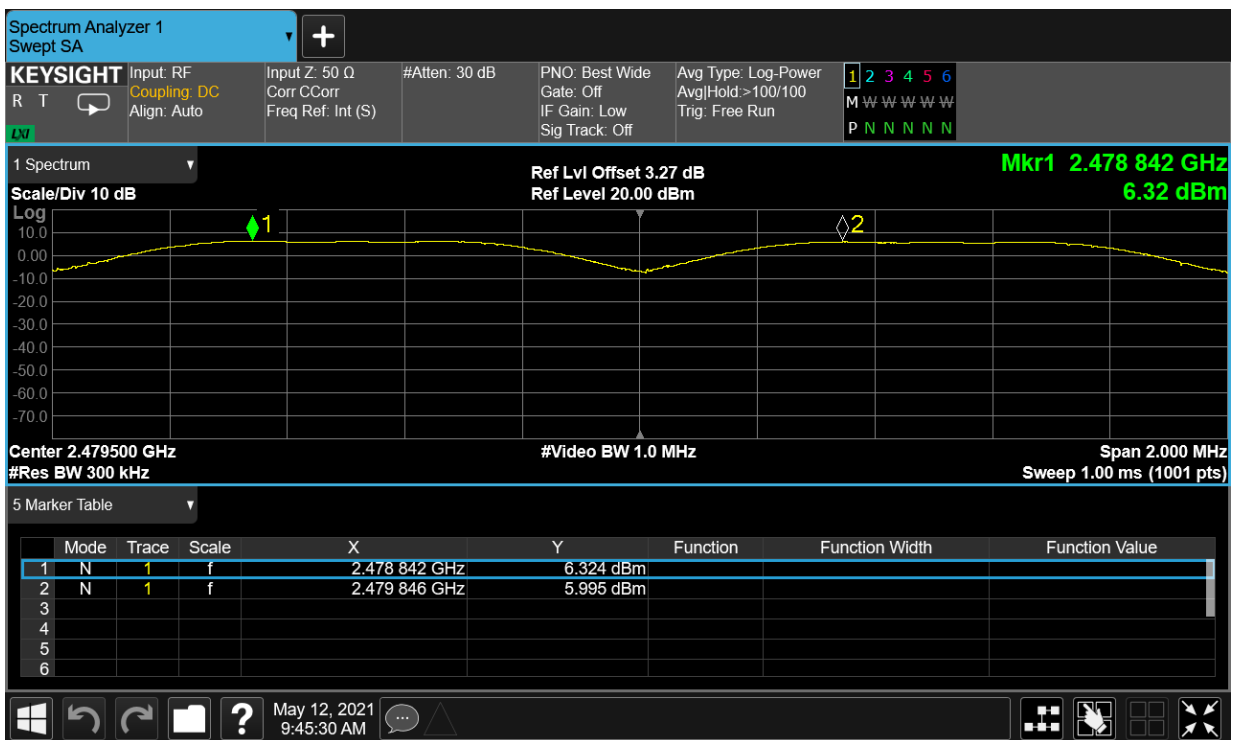 Spectrum Analyzer 1
Swept SA
+
KEYSIGHT
R T
LXI
Input: RF
Coupling: DC
Align: Auto
Input Z: 50 Ω
Corr CCorr
Freq Ref: Int (S)
#Atten: 30 dB
PNO: Best Wide
Gate: Off
IF Gain: Low
Sig Track: Off
Avg Type: Log-Power
Avg|Hold:>100/100
Trig: Free Run
1 2 3 4 5 6
M W W W W W
P N N N N N
1 Spectrum
Scale/Div 10 dB
Ref Lvl Offset 3.27 dB
Ref Level 20.00 dBm
Mkr1 2.478 842 GHz
6.32 dBm
Log
10.0
0.00
-10.0
-20.0
-30.0
-40.0
-50.0
-60.0
-70.0
1
2
Center 2.479500 GHz
#Res BW 300 kHz
#Video BW 1.0 MHz
Span 2.000 MHz
Sweep 1.00 ms (1001 pts)
5 Marker Table
Mode Trace Scale X Y Function Function Width Function Value
1 N 1 f 2.478 842 GHz 6.324 dBm
2 N 1 f 2.479 846 GHz 5.995 dBm
3
4
5
6
?
May 12, 2021
9:45:30 AM